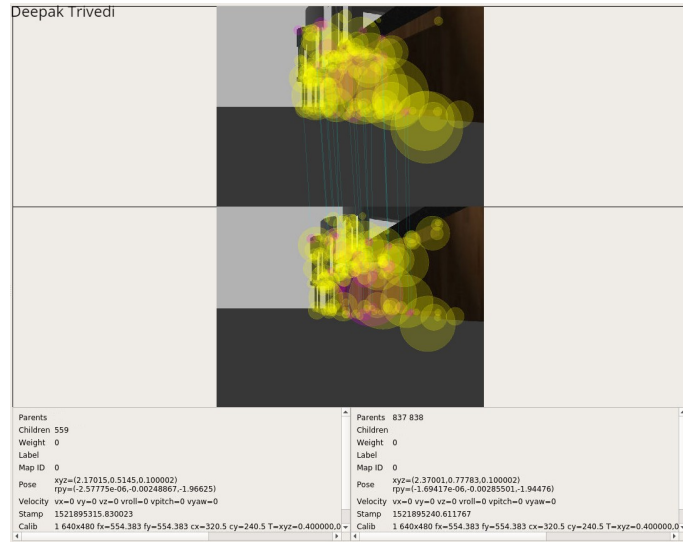 Deepak Trivedi
Parents
Children 559
Weight 0
Label
Map ID 0
Pose xyz=(2.17015,0.5145,0.100002)
rpy=(-2.57775e-06,-0.00248867,-1.96625)
Velocity vx=0 vy=0 vz=0 vroll=0 vpitch=0 vyaw=0
Stamp 1521895315.830023
Calib 1 640x480 fx=554.383 fy=554.383 cx=320.5 cy=240.5 T=xyz=0.400000,0
Parents 837 838
Children
Weight 0
Label
Map ID 0
Pose xyz=(2.37001,0.77783,0.100002)
rpy=(-1.69417e-06,-0.00285501,-1.94476)
Velocity vx=0 vy=0 vz=0 vroll=0 vpitch=0 vyaw=0
Stamp 1521895240.611767
Calib 1 640x480 fx=554.383 fy=554.383 cx=320.5 cy=240.5 T=xyz=0.400000,0